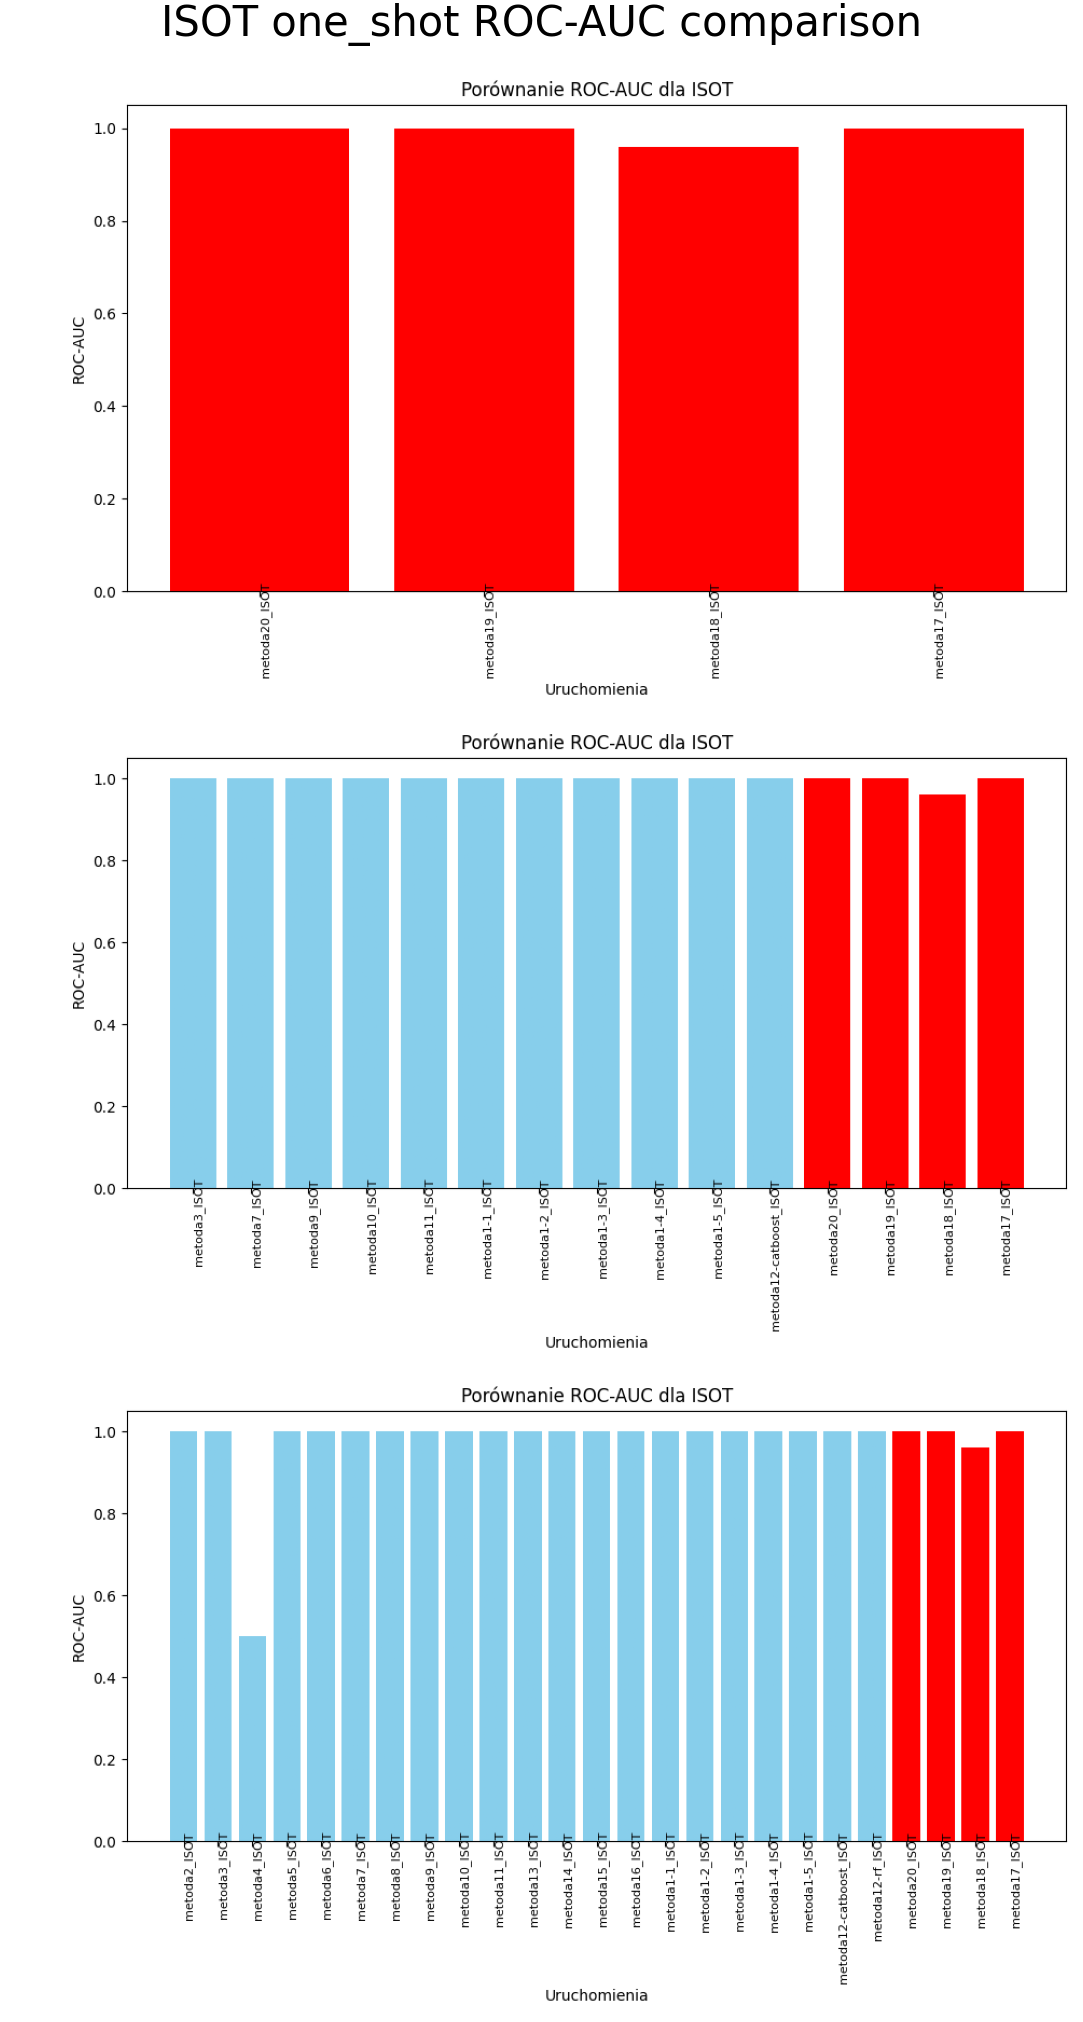 ISOT one_shot ROC-AUC comparison
Porównanie ROC-AUC dla ISOT
ROC-AUC
1.0
0.8
0.6
0.4
0.2
0.0
metoda20_ISOT
metoda19_ISOT
metoda18_ISOT
metoda17_ISOT
Uruchomienia
Porównanie ROC-AUC dla ISOT
ROC-AUC
1.0
0.8
0.6
0.4
0.2
0.0
metoda3_ISOT
metoda7_ISOT
metoda9_ISOT
metoda10_ISOT
metoda11_ISOT
metoda1-1_ISOT
metoda1-2_ISOT
metoda1-3_ISOT
metoda1-4_ISOT
metoda1-5_ISOT
metoda12-catboost_ISOT
metoda20_ISOT
metoda19_ISOT
metoda18_ISOT
metoda17_ISOT
Uruchomienia
Porównanie ROC-AUC dla ISOT
ROC-AUC
1.0
0.8
0.6
0.4
0.2
0.0
metoda2_ISOT
metoda3_ISOT
metoda4_ISOT
metoda5_ISOT
metoda6_ISOT
metoda7_ISOT
metoda8_ISOT
metoda9_ISOT
metoda10_ISOT
metoda11_ISOT
metoda13_ISOT
metoda14_ISOT
metoda15_ISOT
metoda16_ISOT
metoda1-1_ISOT
metoda1-2_ISOT
metoda1-3_ISOT
metoda1-4_ISOT
metoda1-5_ISOT
metoda12-catboost_ISOT
metoda12-rf_ISOT
metoda20_ISOT
metoda19_ISOT
metoda18_ISOT
metoda17_ISOT
Uruchomienia